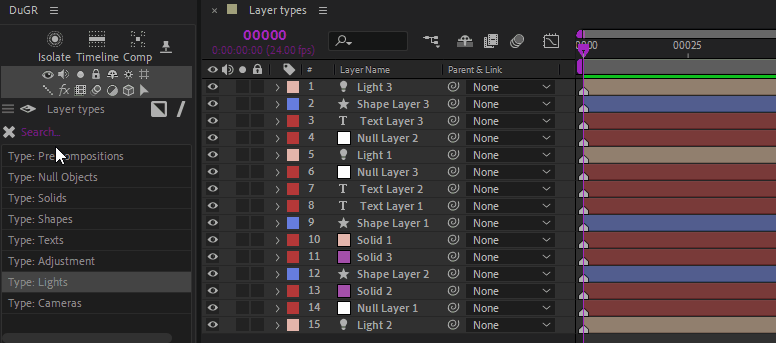 DuGR
Isolate Timeline Comp
Layer types
Search...
Type: Pre
ompositions
Type: Null Objects
Type: Solids
Type: Shapes
Type: Texts
Type: Adjustment
Type: Lights
Type: Cameras
× Layer types
00000
0:00:00:00 (24.00 fps)
# Layer Name Parent & Link
0000 00025
1 Light 3 None
2 Shape Layer 3 None
3 T Text Layer 3 None
4 Null Layer 2 None
5 Light 1 None
6 Null Layer 3 None
7 T Text Layer 2 None
8 T Text Layer 1 None
9 Shape Layer 1 None
10 Solid 1 None
11 Solid 3 None
12 Shape Layer 2 None
13 Solid 2 None
14 Null Layer 1 None
15 Light 2 None